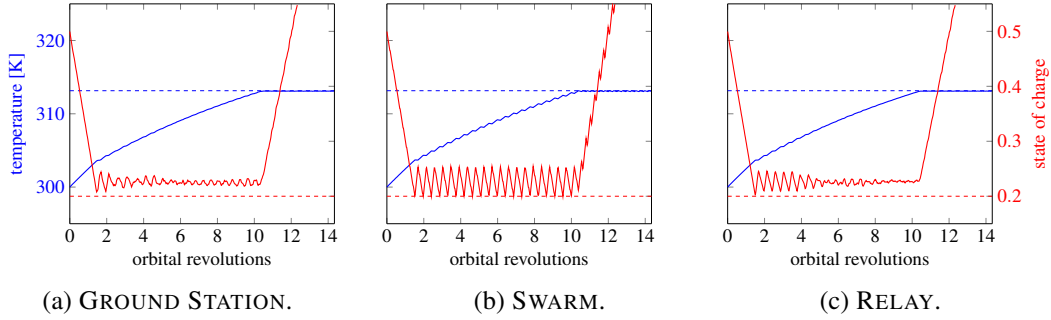 320
310
300
temperature [K]
0 2 4 6 8 10 12 14
orbital revolutions
(a) GROUND STATION.
0 2 4 6 8 10 12 14
orbital revolutions
(b) SWARM.
0.5
0.4
0.3
0.2
state of charge
0 2 4 6 8 10 12 14
orbital revolutions
(c) RELAY.